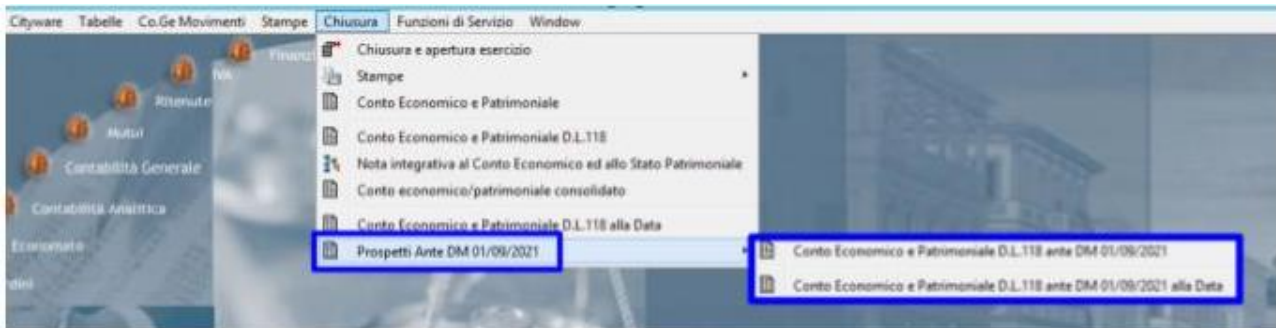 Cityware Tabelle Co.Ge Movimenti Stampe Chiusura Funzioni di Servizio Window
Chiusura e apertura esercizio
Stampe
Conto Economico e Patrimoniale
Conto Economico e Patrimoniale D.L.118
Nota integrativa al Conto Economico ed allo Stato Patrimoniale
Conto economico/patrimoniale consolidato
Conto Economico e Patrimoniale D.L.118 alla Data
Prospetti Ante DM 01/09/2021
Conto Economico e Patrimoniale D.L.118 ante DM 01/09/2021
Conto Economico e Patrimoniale D.L.118 ante DM 01/09/2021 alla Data
IVA
Ritenute
Mutui
Contabilità Generale
Contabilità Analitica
Economato